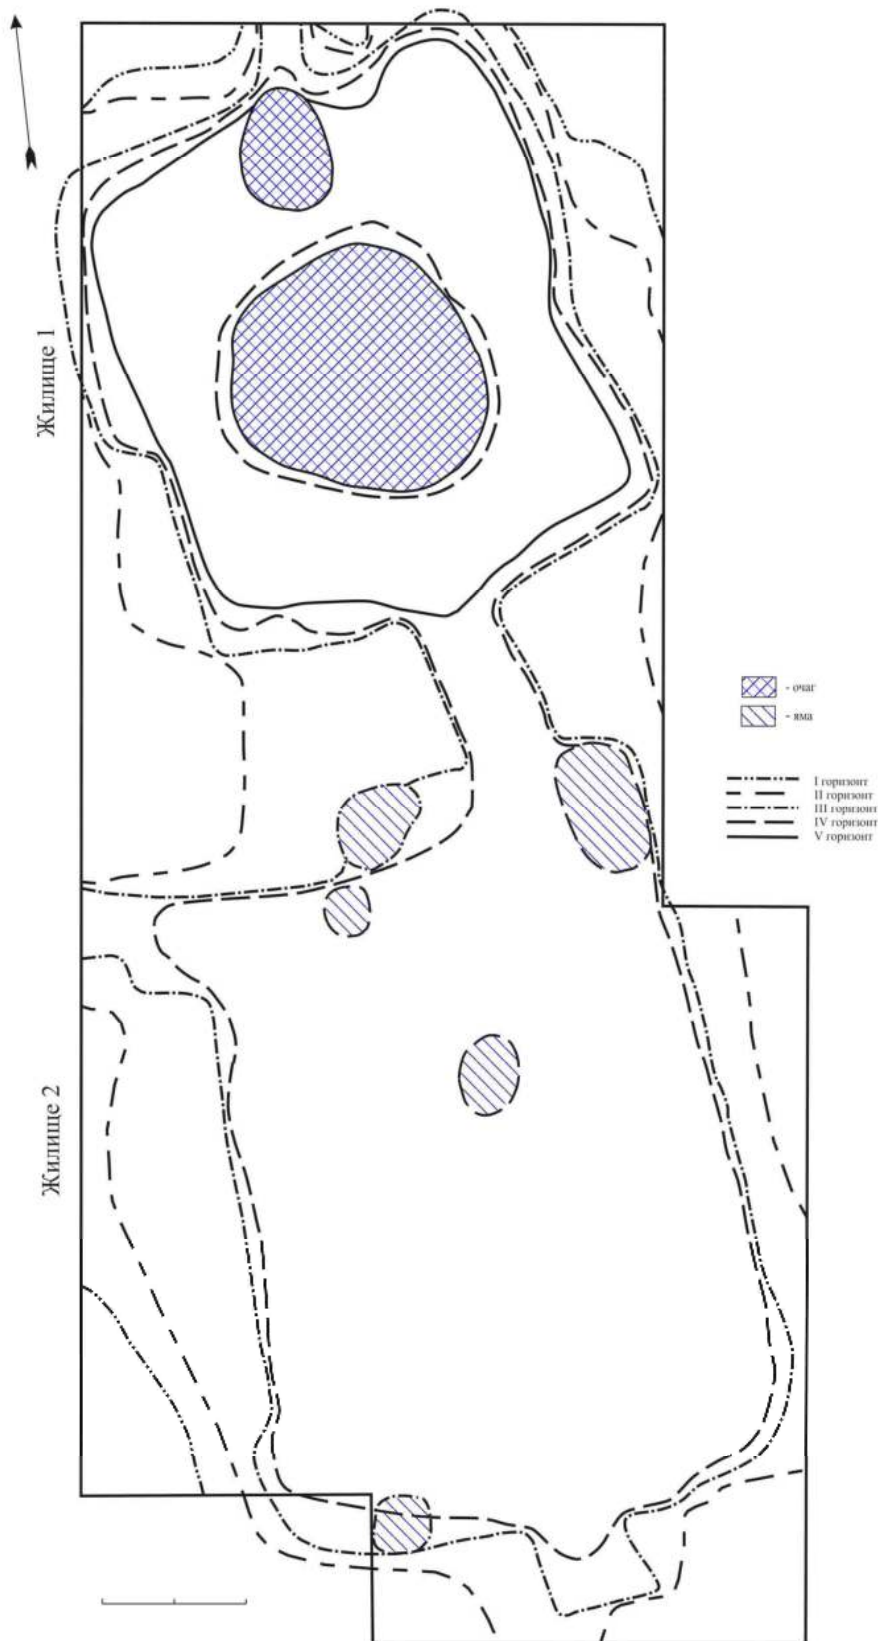 Жилище 1
- очаг
- яма
I горизонт
II горизонт
III горизонт
IV горизонт
V горизонт
Жилище 2